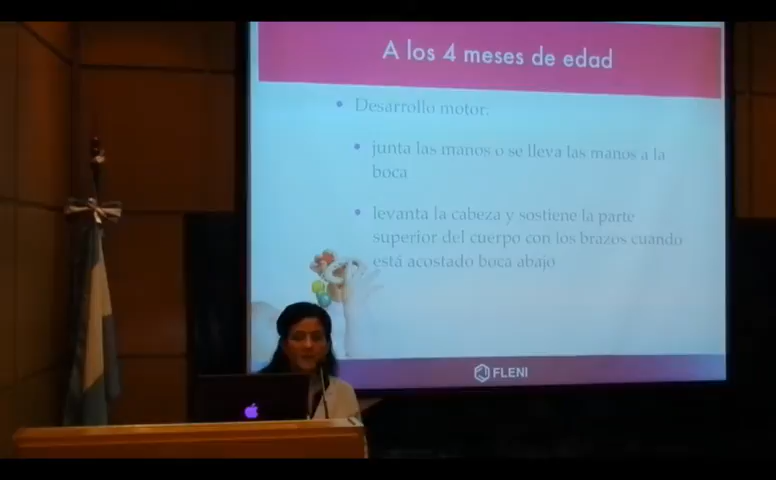 A los 4 meses de edad
• Desarrollo motor:
• junta las manos o se lleva las manos a la
boca
• levanta la cabeza y sostiene la parte
superior del cuerpo con los brazos cuando
está acostado boca abajo
FLENI